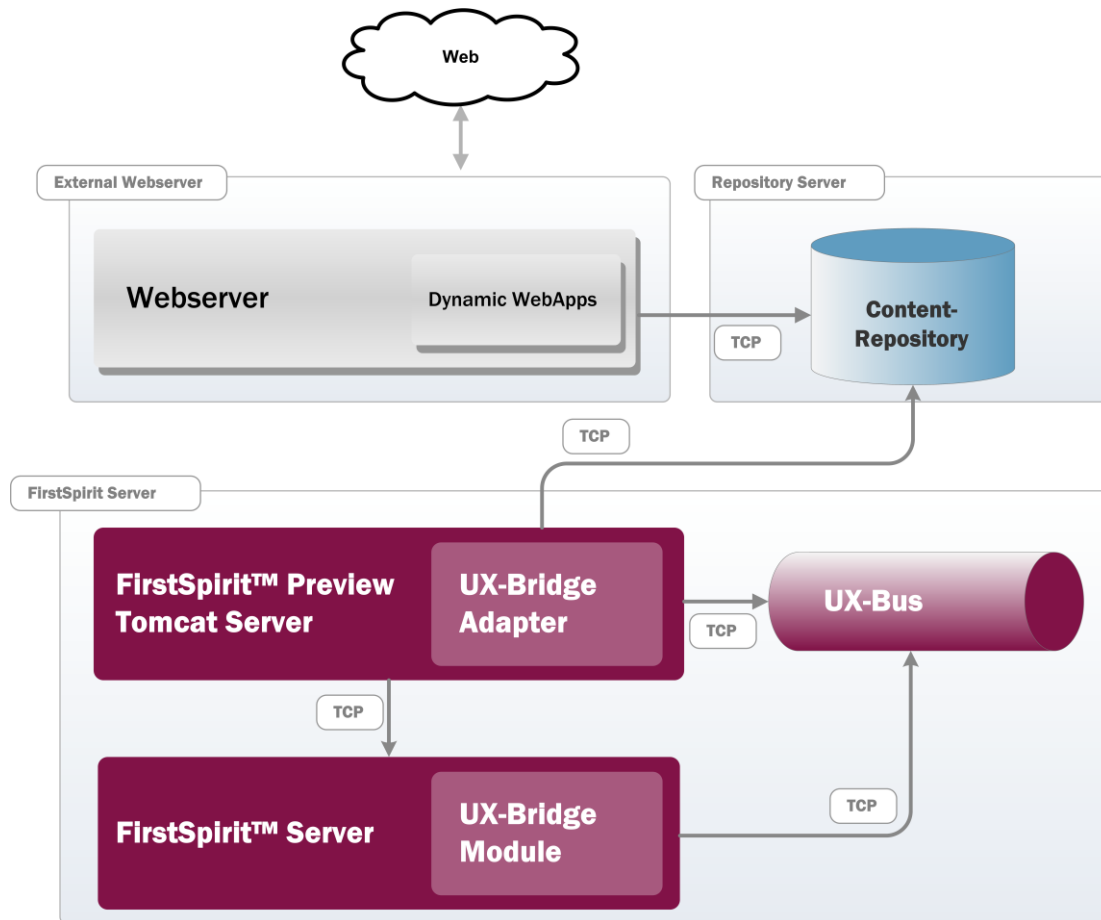 Web
External Webserver
Repository Server
Webserver
Dynamic WebApps
Content-
Repository
TCP
TCP
FirstSpirit Server
FirstSpirit™ Preview
Tomcat Server
UX-Bridge
Adapter
UX-Bus
TCP
TCP
FirstSpirit™ Server
UX-Bridge
Module
TCP